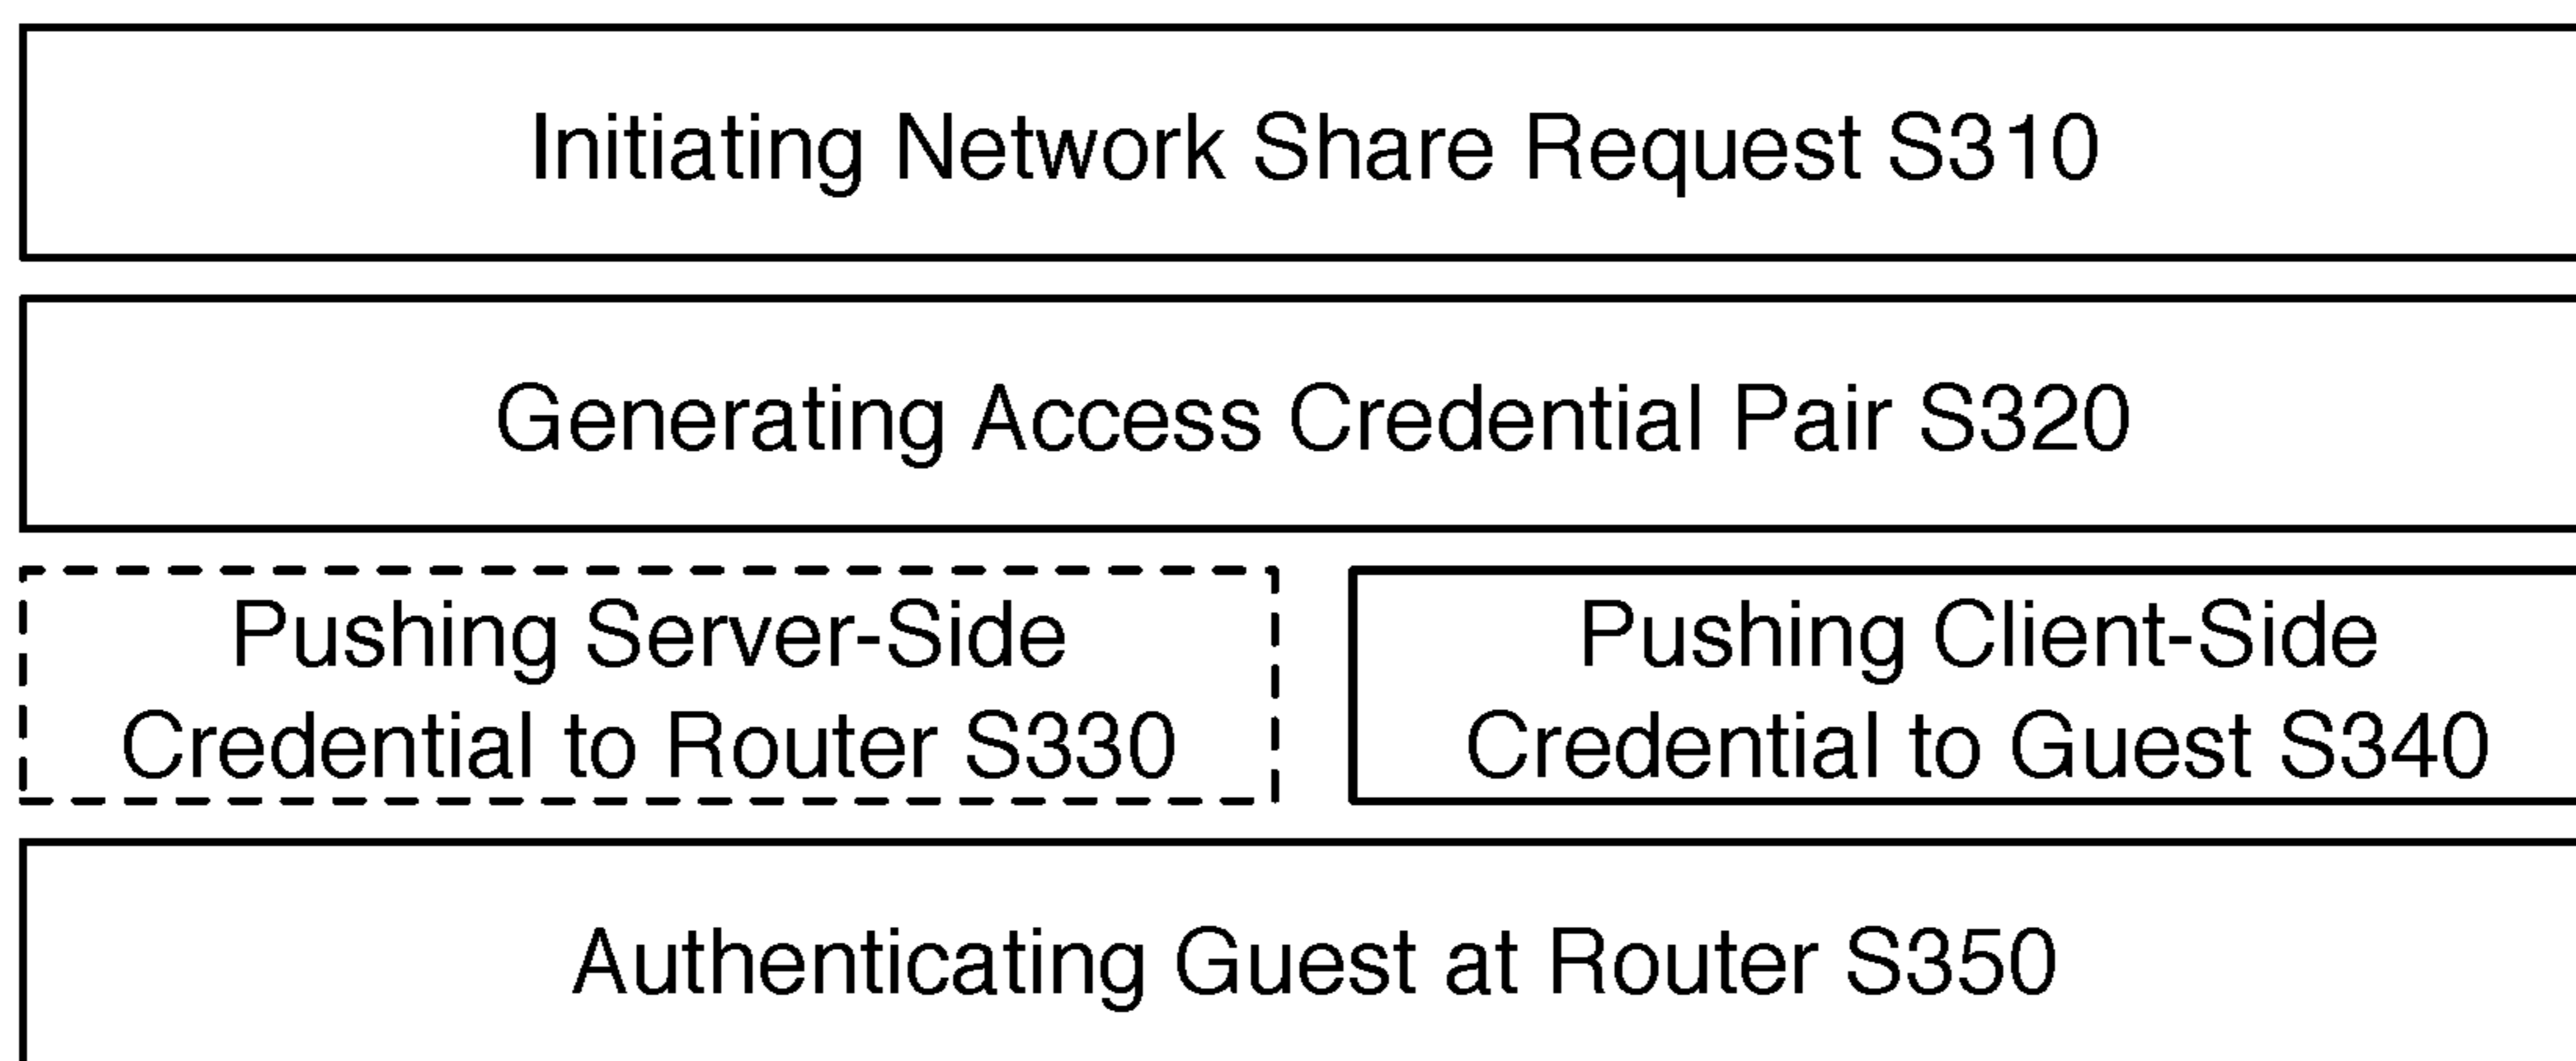 Initiating Network Share Request S310
Generating Access Credential Pair S320
Pushing Server-Side
Credential to Router S330
Pushing Client-Side
Credential to Guest S340
Authenticating Guest at Router S350